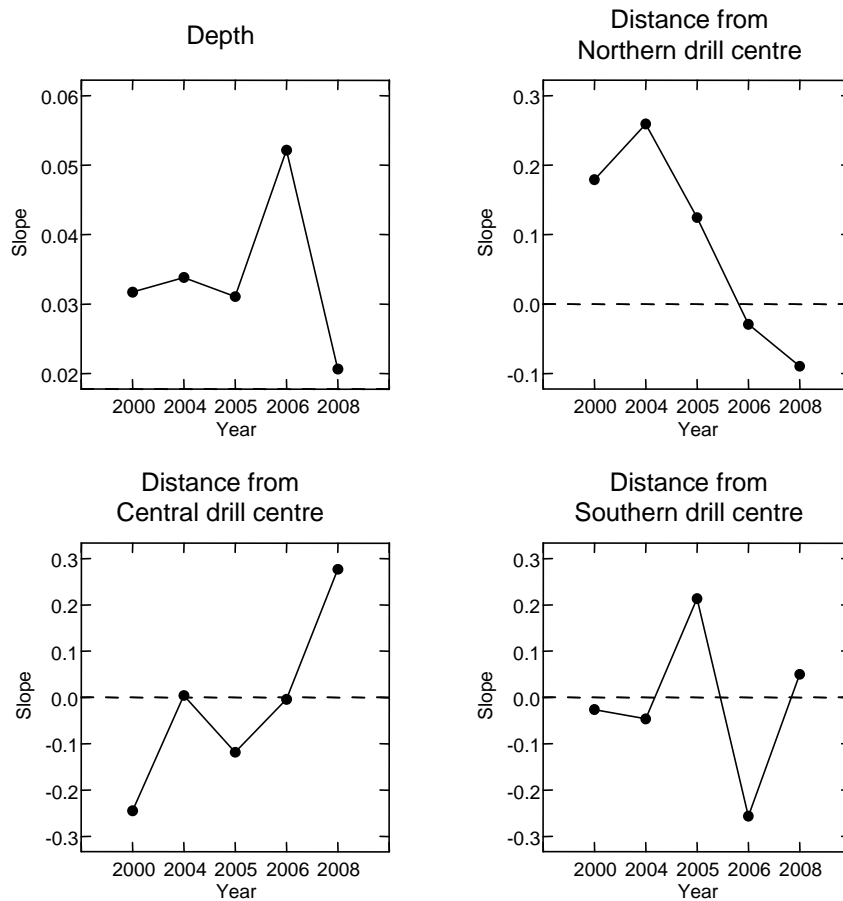 Depth
0.06
0.05
0.04
0.03
0.02
Slope
2000 2004 2005 2006 2008
Year
Distance from
Northern drill centre
0.3
0.2
0.1
0.0
-0.1
Slope
2000 2004 2005 2006 2008
Year
Distance from
Central drill centre
0.3
0.2
0.1
0.0
-0.1
-0.2
-0.3
Slope
2000 2004 2005 2006 2008
Year
Distance from
Southern drill centre
0.3
0.2
0.1
0.0
-0.1
-0.2
-0.3
Slope
2000 2004 2005 2006 2008
Year